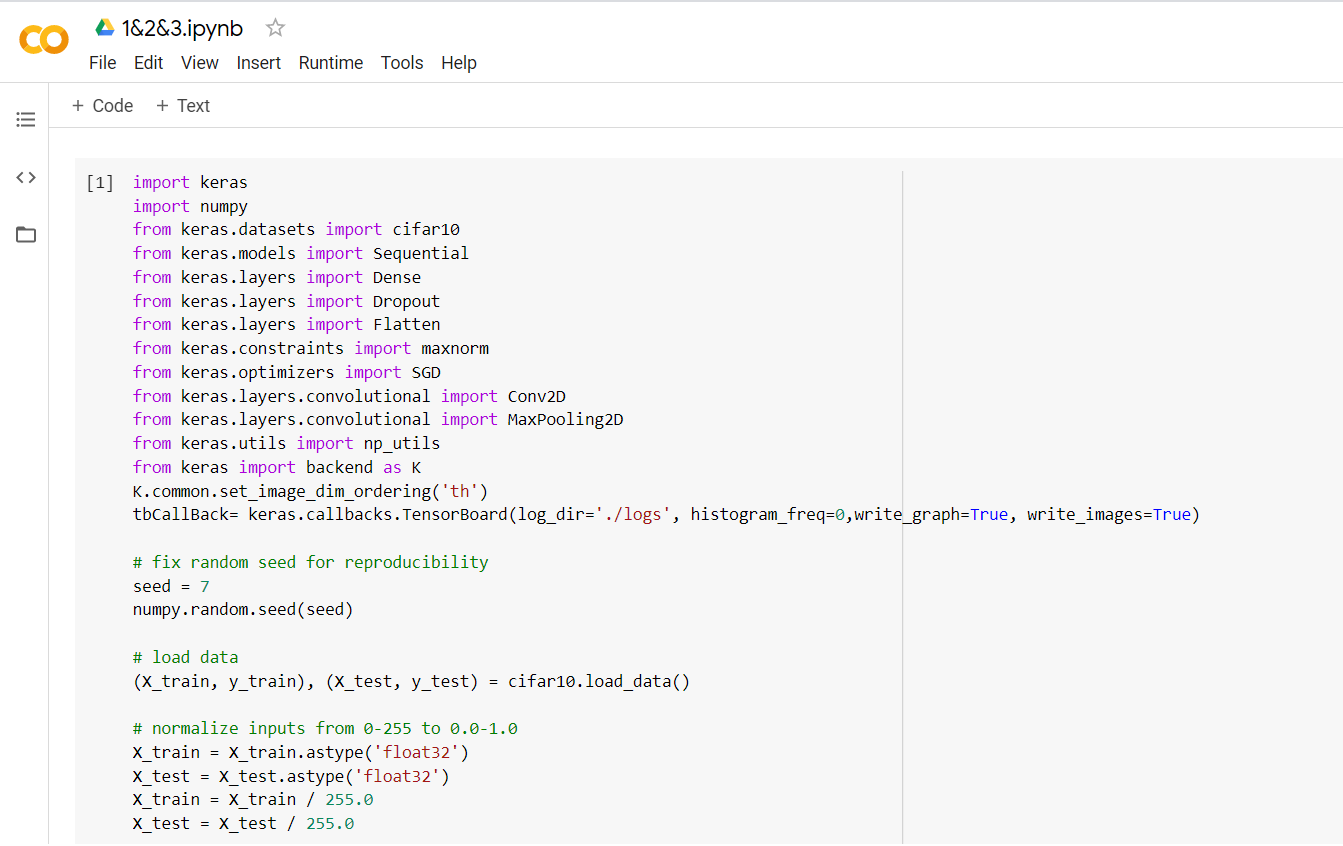 1&2&3.ipynb
File Edit View Insert Runtime Tools Help
+ Code + Text
[1] import keras
import numpy
from keras.datasets import cifar10
from keras.models import Sequential
from keras.layers import Dense
from keras.layers import Dropout
from keras.layers import Flatten
from keras.constraints import maxnorm
from keras.optimizers import SGD
from keras.layers.convolutional import Conv2D
from keras.layers.convolutional import MaxPooling2D
from keras.utils import np_utils
from keras import backend as K
K.common.set_image_dim_ordering('th')
tbCallBack= keras.callbacks.TensorBoard(log_dir='./logs', histogram_freq=0,write_graph=True, write_images=True)
# fix random seed for reproducibility
seed = 7
numpy.random.seed(seed)
# load data
(X_train, y_train), (X_test, y_test) = cifar10.load_data()
# normalize inputs from 0-255 to 0.0-1.0
X_train = X_train.astype('float32')
X_test = X_test.astype('float32')
X_train = X_train / 255.0
X_test = X_test / 255.0